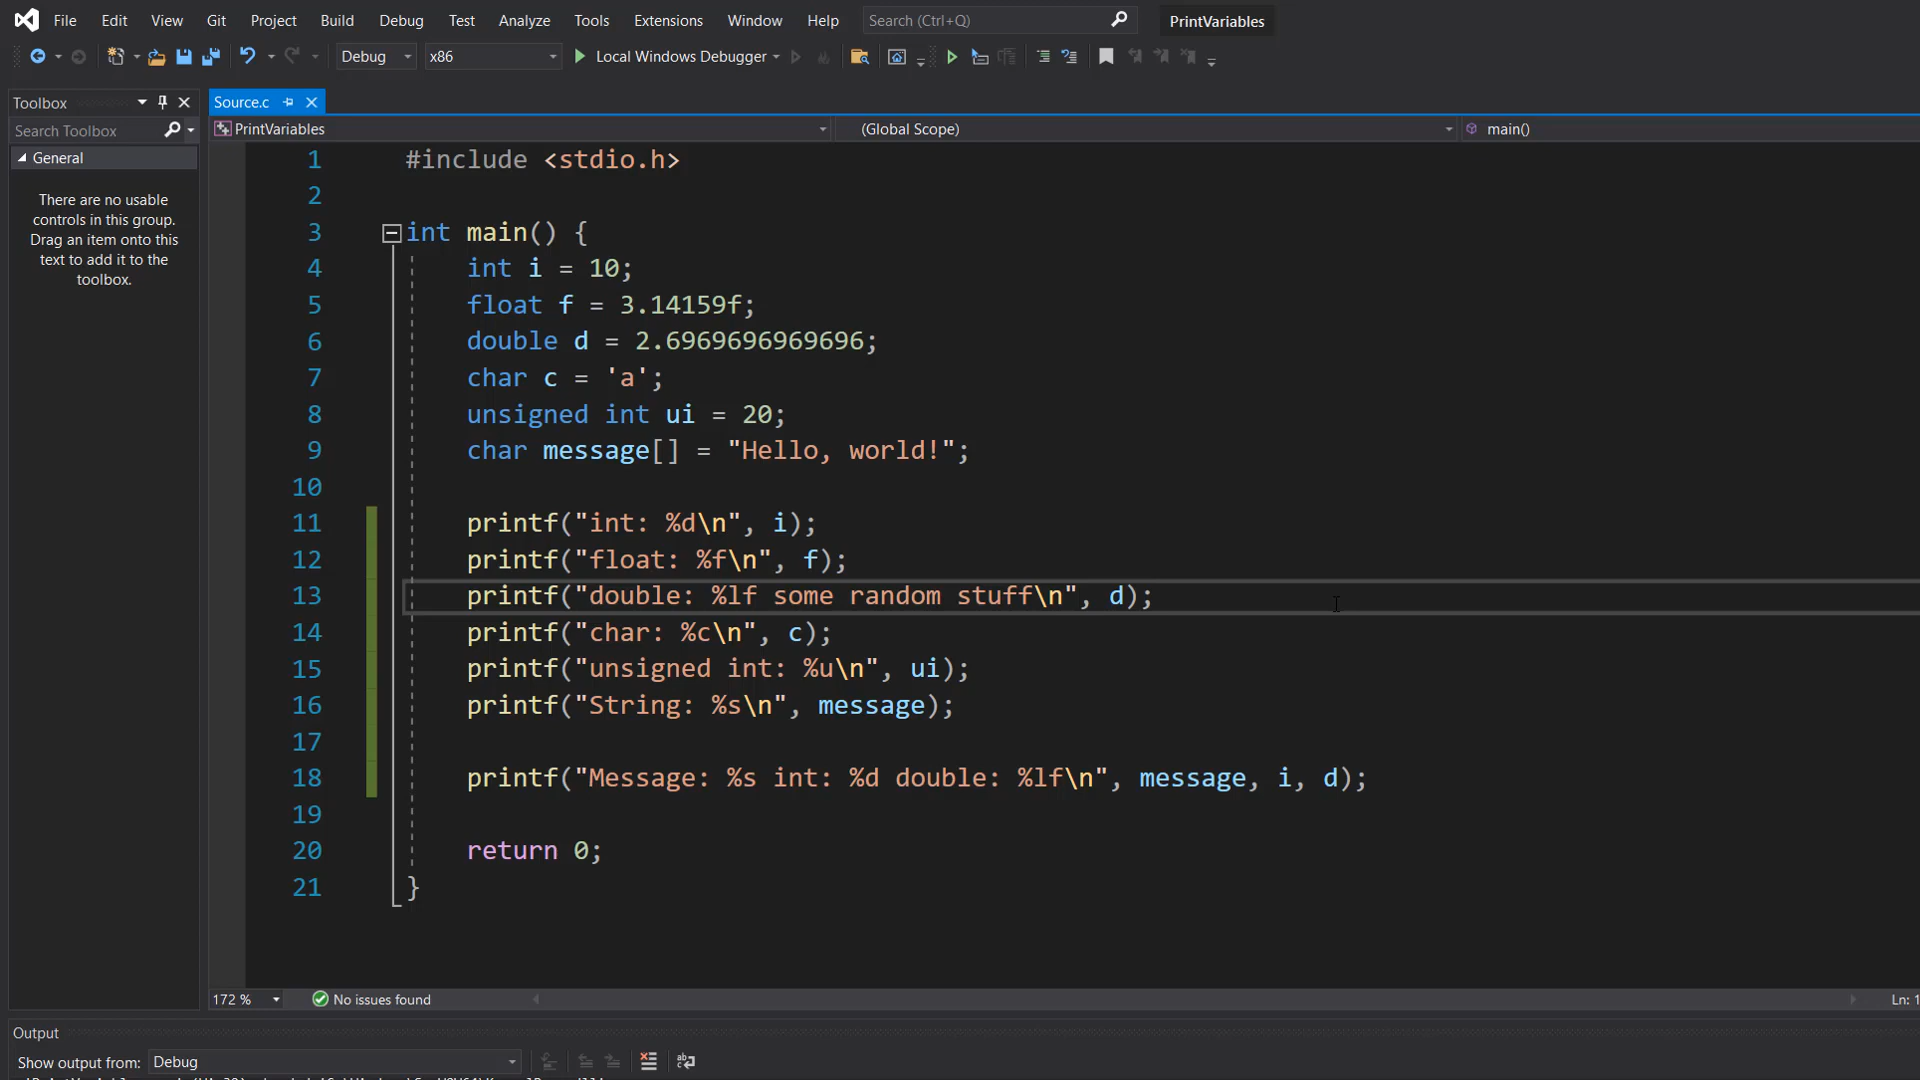 File Edit View Git Project Build Debug Test Analyze Tools Extensions Window Help Search (Ctrl+Q) PrintVariables
Debug x86 Local Windows Debugger
Toolbox Source.c
Search Toolbox PrintVariables (Global Scope) main()
General
There are no usable
controls in this group.
Drag an item onto this
text to add it to the
toolbox.
1 #include <stdio.h>
2
3 int main() {
4 int i = 10;
5 float f = 3.14159f;
6 double d = 2.6969696969696;
7 char c = 'a';
8 unsigned int ui = 20;
9 char message[] = "Hello, world!";
10
11 printf("int: %d\n", i);
12 printf("float: %f\n", f);
13 printf("double: %lf some random stuff\n", d);
14 printf("char: %c\n", c);
15 printf("unsigned int: %u\n", ui);
16 printf("String: %s\n", message);
17
18 printf("Message: %s int: %d double: %lf\n", message, i, d);
19
20 return 0;
21 }
172 % No issues found Ln: 1
Output
Show output from: Debug